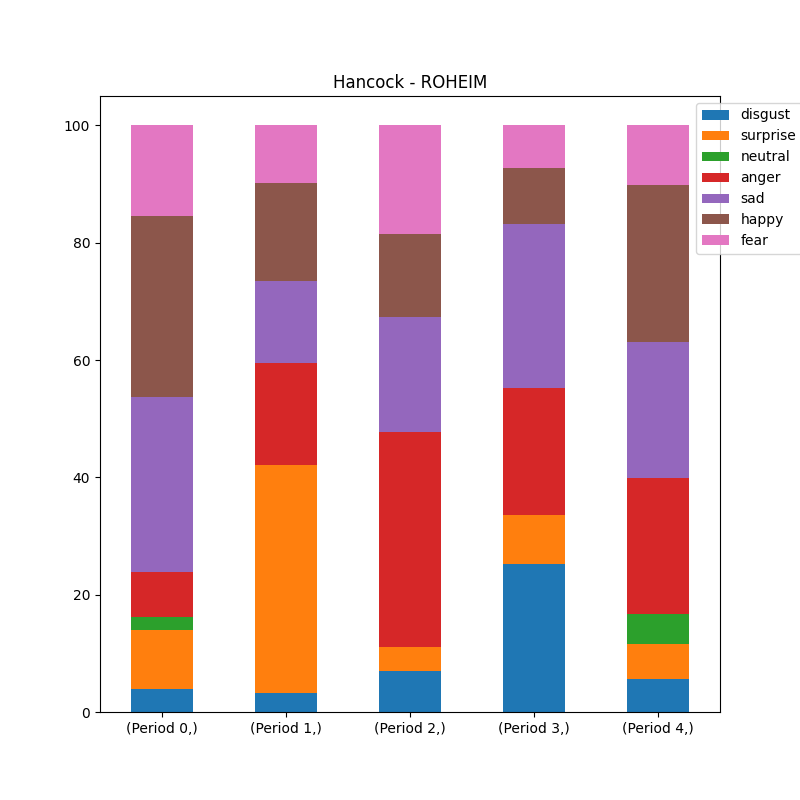 Hancock - ROHEIM
100
80
60
40
20
0
(Period 0,) (Period 1,) (Period 2,) (Period 3,) (Period 4,)
disgust
surprise
neutral
anger
sad
happy
fear